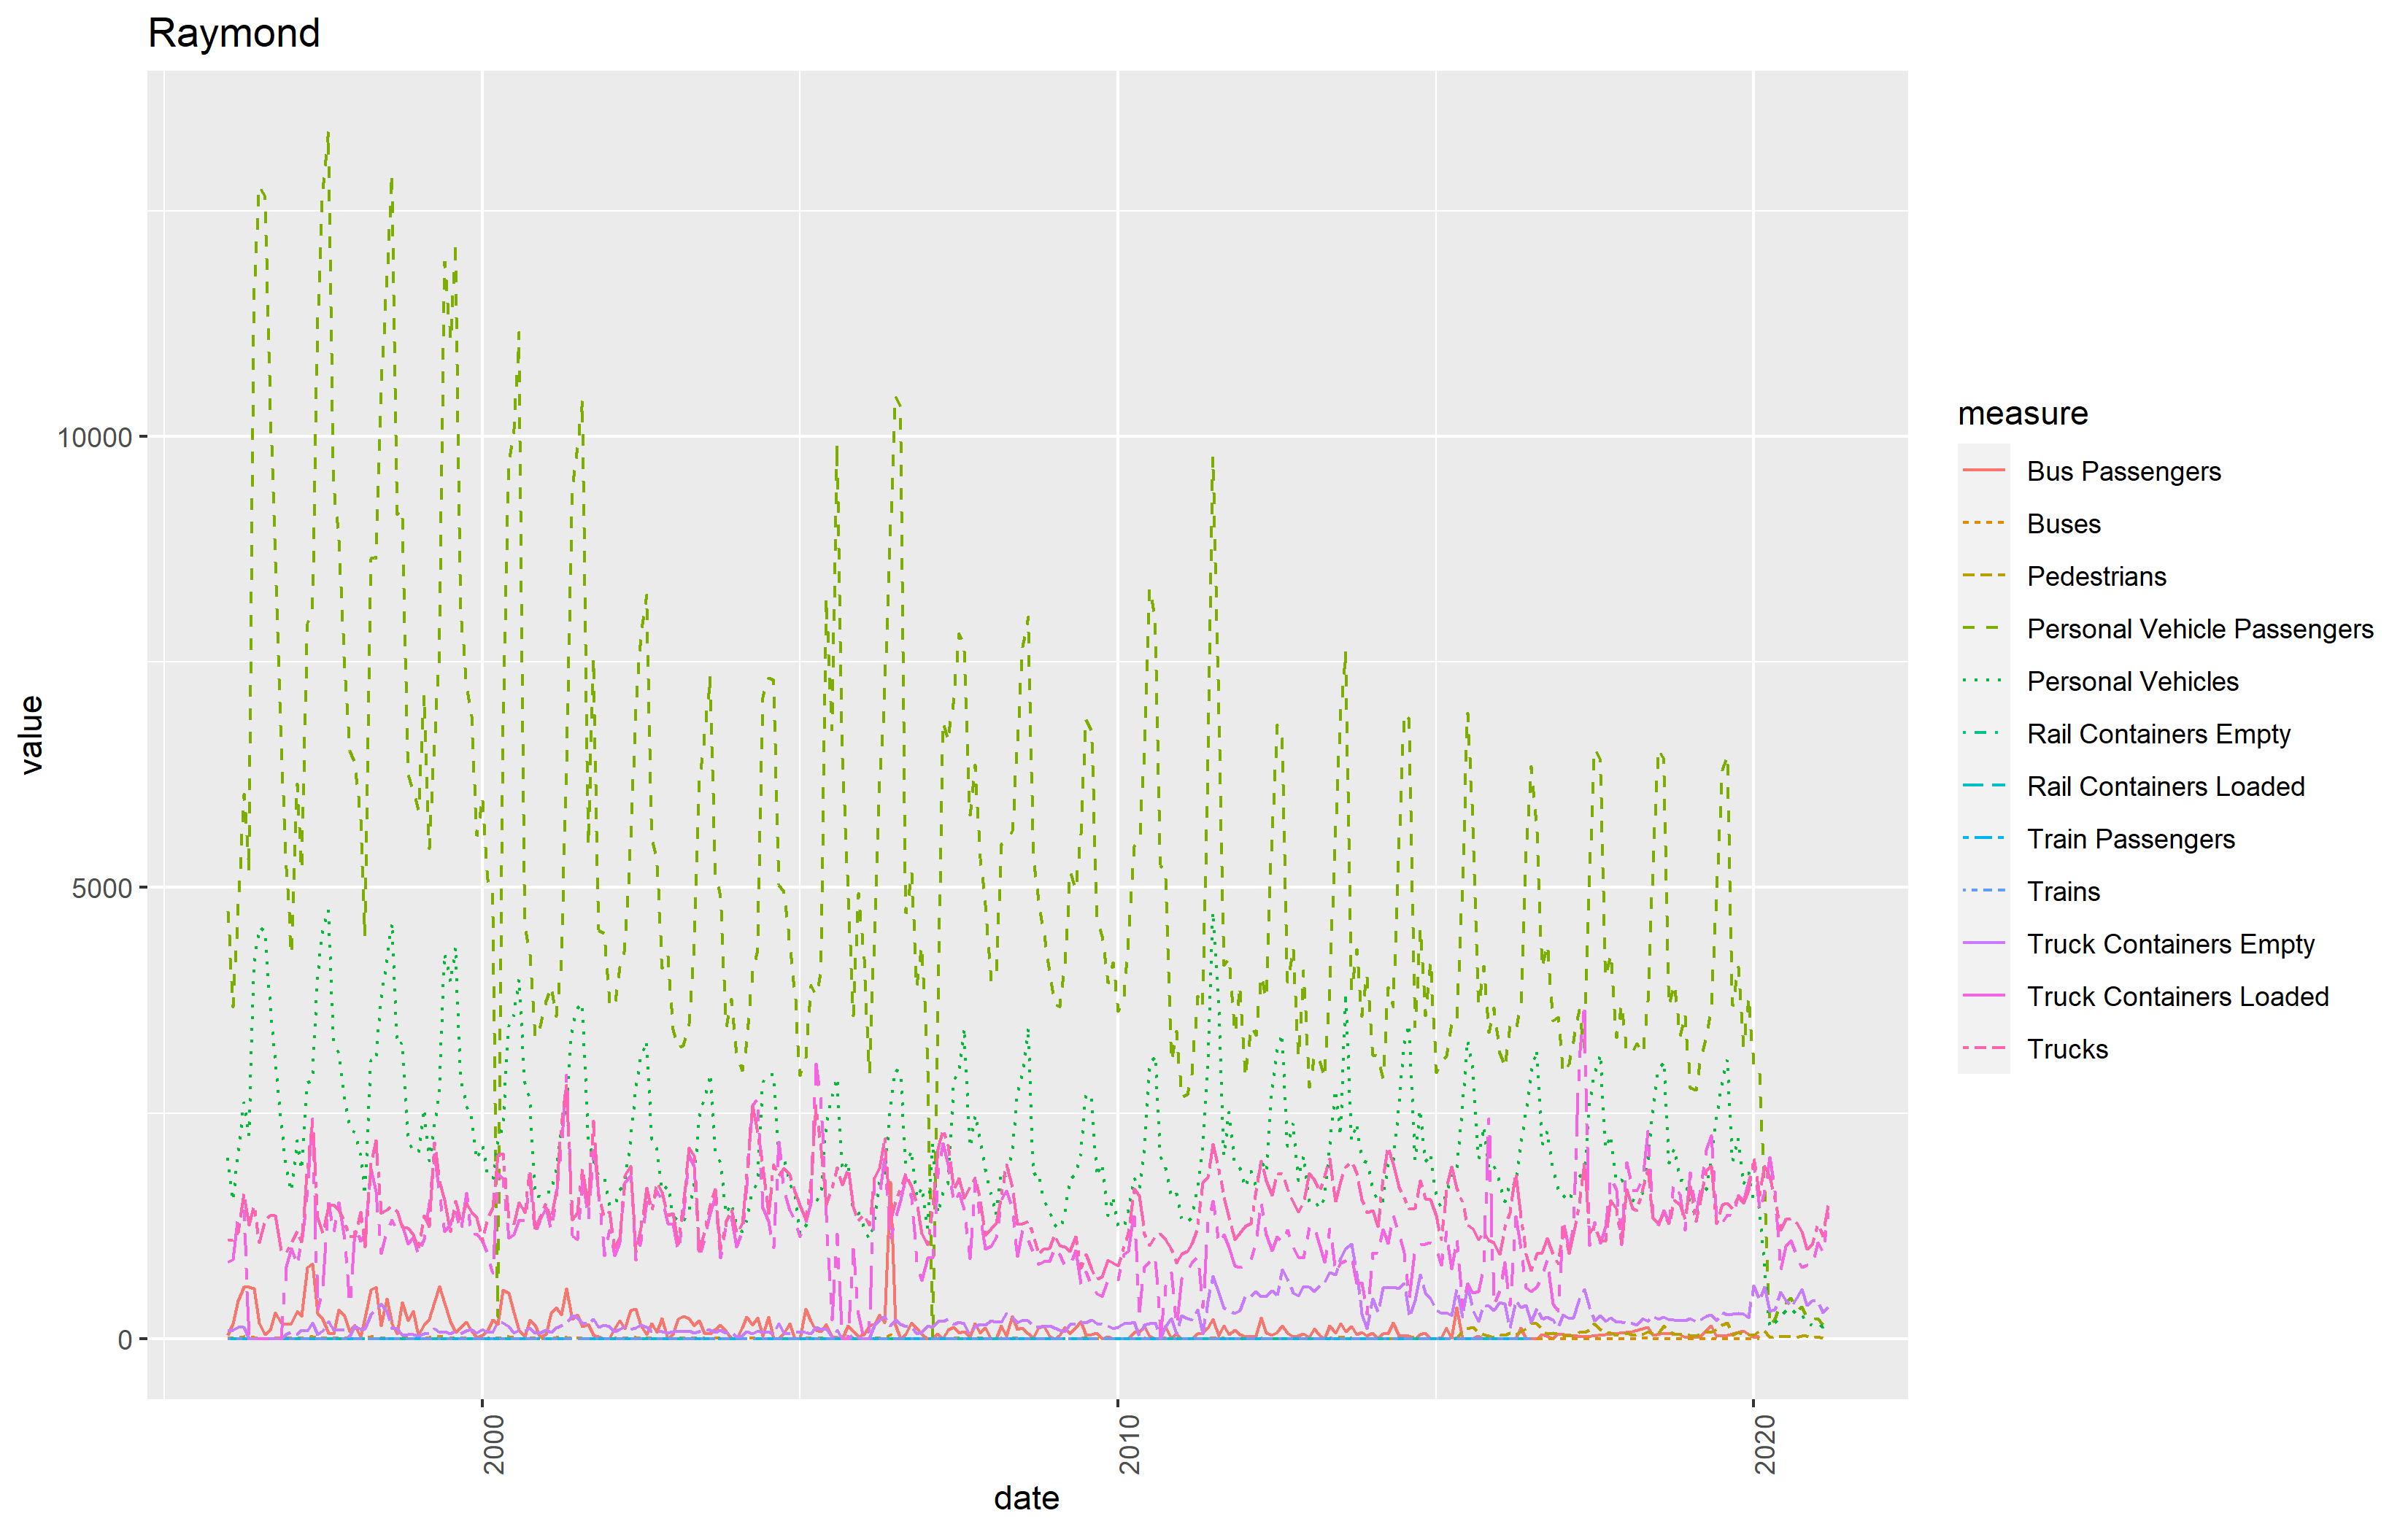 Raymond
value
10000
5000
0
2000
2010
2020
date
measure
Bus Passengers
Buses
Pedestrians
Personal Vehicle Passengers
Personal Vehicles
Rail Containers Empty
Rail Containers Loaded
Train Passengers
Trains
Truck Containers Empty
Truck Containers Loaded
Trucks